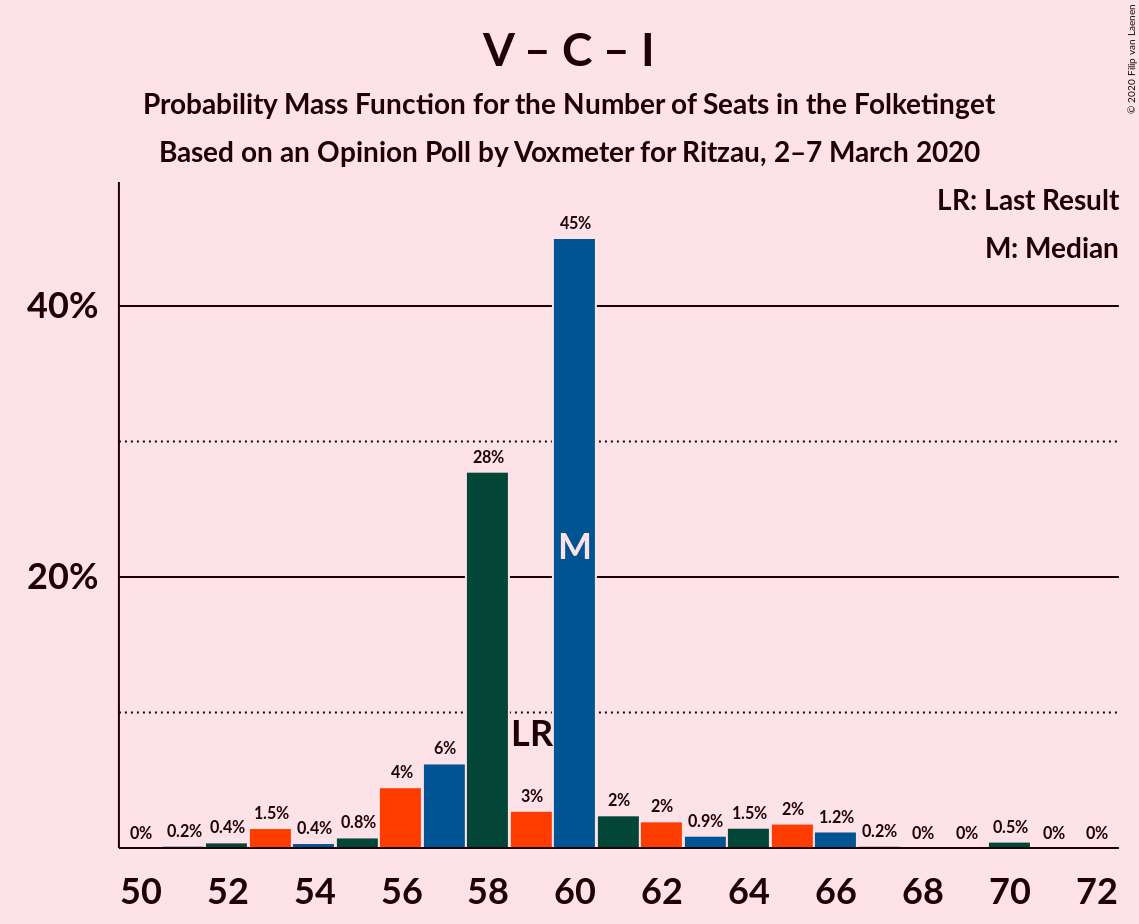 V – C – I
Probability Mass Function for the Number of Seats in the Folketinget
Based on an Opinion Poll by Voxmeter for Ritzau, 2–7 March 2020
© 2020 Filip van Laenen
LR: Last Result
M: Median
40%
20%
0%
0.2%
0.4%
1.5%
0.4%
0.8%
4%
6%
28%
3%
45%
2%
2%
0.9%
1.5%
2%
1.2%
0.2%
0%
0%
0.5%
0%
0%
LR
M
50 52 54 56 58 60 62 64 66 68 70 72